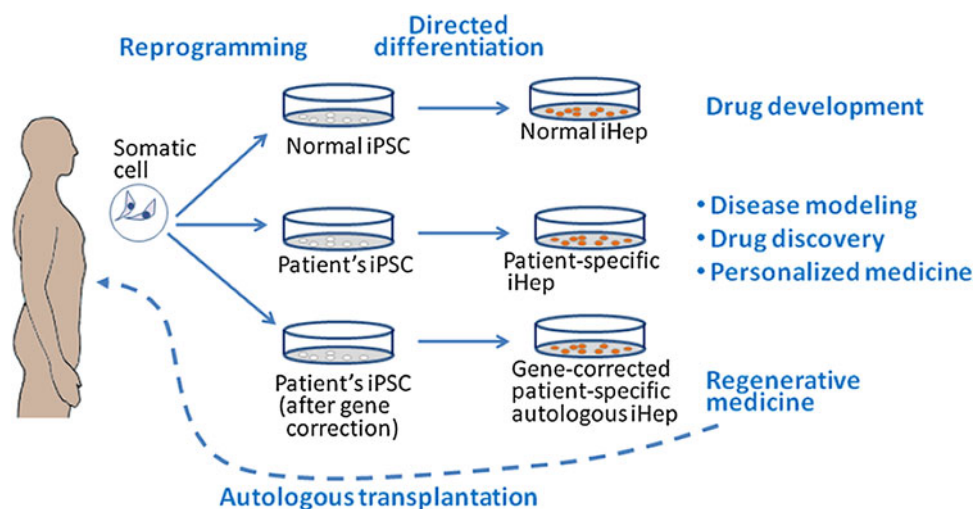 Reprogramming
Directed
differentiation
Somatic
cell
Normal iPSC
Normal iHep
Drug development
Patient's iPSC
Patient-specific
iHep
• Disease modeling
• Drug discovery
• Personalized medicine
Patient's iPSC
(after gene
correction)
Gene-corrected
patient-specific
autologous iHep
Regenerative
medicine
Autologous transplantation